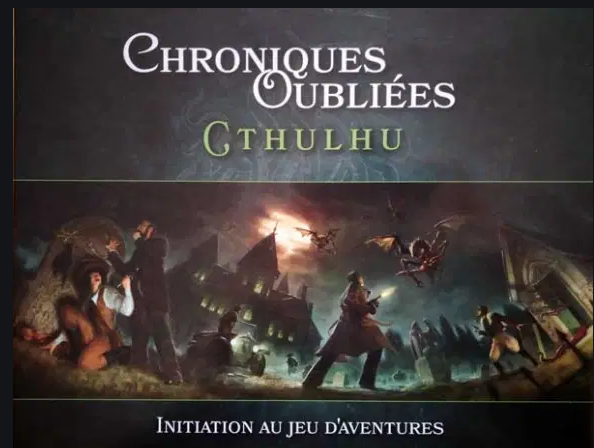 CHRONIQUES
OUBLIÉES
CTHULHU
INITIATION AU JEU D'AVENTURES